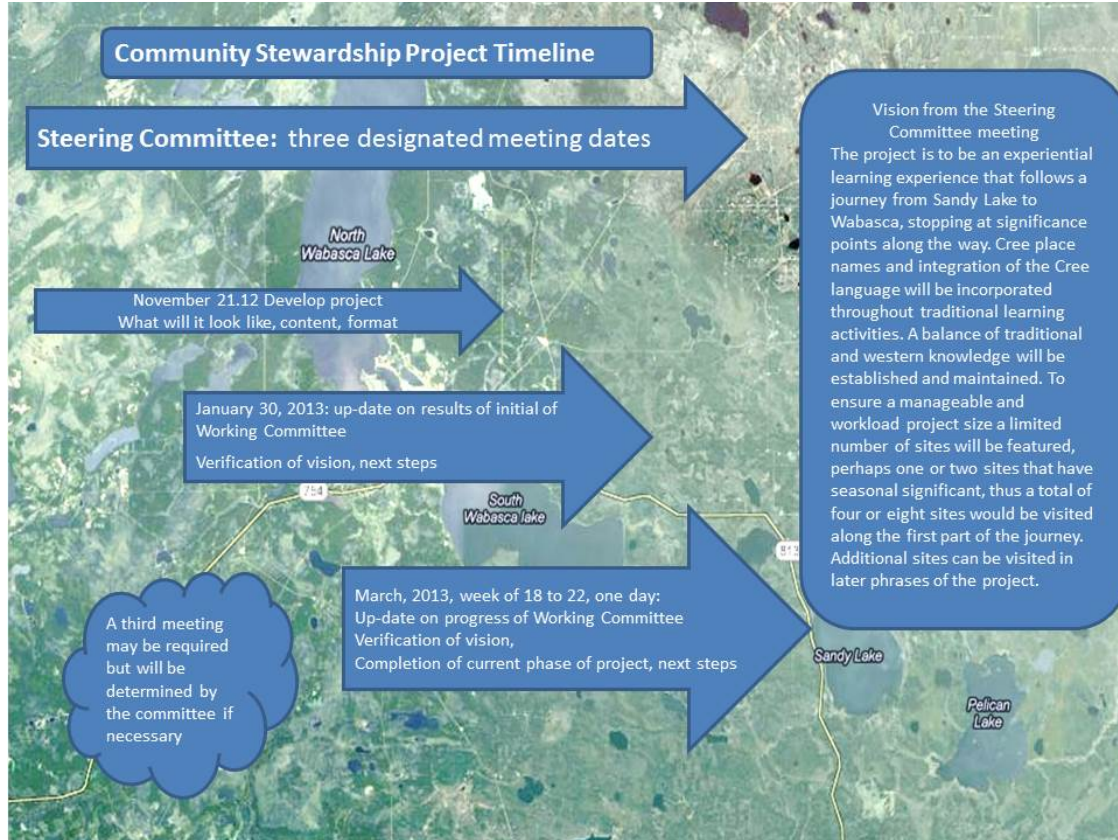 Community Stewardship Project Timeline
Steering Committee: three designated meeting dates
Vision from the Steering
Committee meeting
The project is to be an experiential
learning experience that follows a
journey from Sandy Lake to
Wabasca, stopping at significance
points along the way. Cree place
names and integration of the Cree
language will be incorporated
throughout traditional learning
activities. A balance of traditional
and western knowledge will be
established and maintained. To
ensure a manageable and
workload project size a limited
number of sites will be featured,
perhaps one or two sites that have
seasonal significant, thus a total of
four or eight sites would be visited
along the first part of the journey.
Additional sites can be visited in
later phrases of the project.
North
Wabasca Lake
November 21.12 Develop project
What will it look like, content, format
January 30, 2013: up-date on results of initial of
Working Committee
Verification of vision, next steps
754
South
Wabasca lake
813
March, 2013, week of 18 to 22, one day:
Up-date on progress of Working Committee
Verification of vision,
Completion of current phase of project, next steps
A third meeting
may be required
but will be
determined by
the committee if
necessary
Sandy Lake
Pelican
Lake